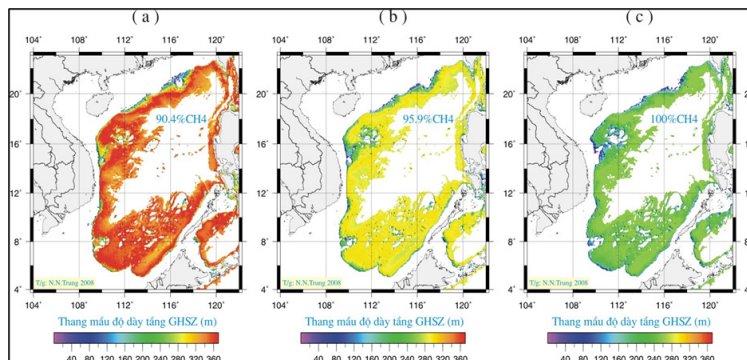 ( a ) ( b ) ( c )
104° 108° 112° 116° 120° 104° 108° 112° 116° 120° 104° 108° 112° 116° 120°
20° 20° 20°
90.4%CH4 95.9%CH4 100%CH4
16° 16° 16°
12° 12° 12°
8° 8° 8°
T/g: N.N.Trung 2008 T/g: N.N.Trung 2008 T/g: N.N.Trung 2008
4° 4° 4°
104° 108° 112° 116° 120° 104° 108° 112° 116° 120° 104° 108° 112° 116° 120°
Thang mầu độ dày tầng GHSZ (m) Thang mầu độ dày tầng GHSZ (m) Thang mầu độ dày tầng GHSZ (m)
40 80 120 160 200 240 280 320 360 40 80 120 160 200 240 280 320 360 40 80 120 160 200 240 280 320 360